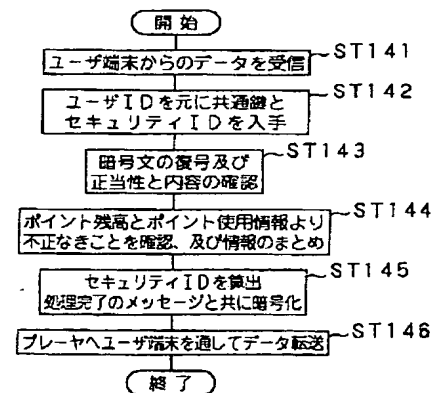 開始
ユーザ端末からのデータを受信
ST141
ユーザIDを元に共通鍵と
セキュリティIDを入手
ST142
暗号文の復号及び
正当性と内容の確認
ST143
ポイント残高とポイント使用情報より
不正なきことを確認、及び情報のまとめ
ST144
セキュリティIDを算出
処理完了のメッセージと共に暗号化
ST145
プレーヤへユーザ端末を通してデータ転送
ST146
終了